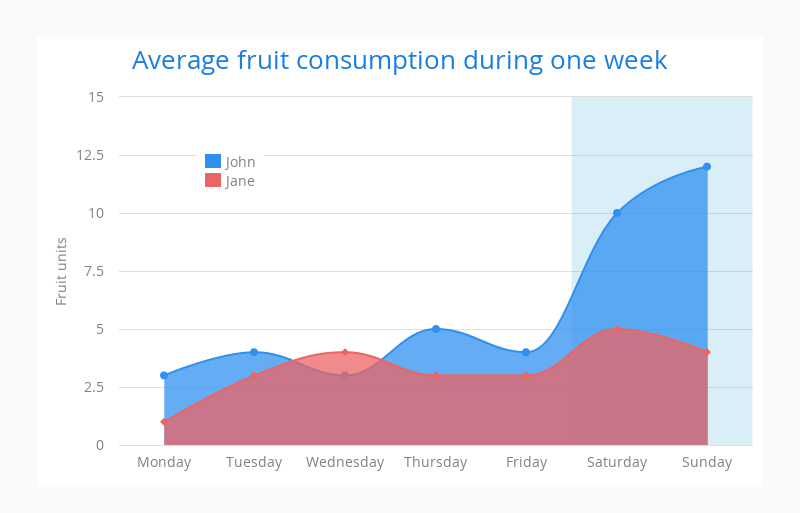 Average fruit consumption during one week
15
12.5
10
7.5
5
2.5
0
Fruit units
John
Jane
Monday Tuesday Wednesday Thursday Friday Saturday Sunday